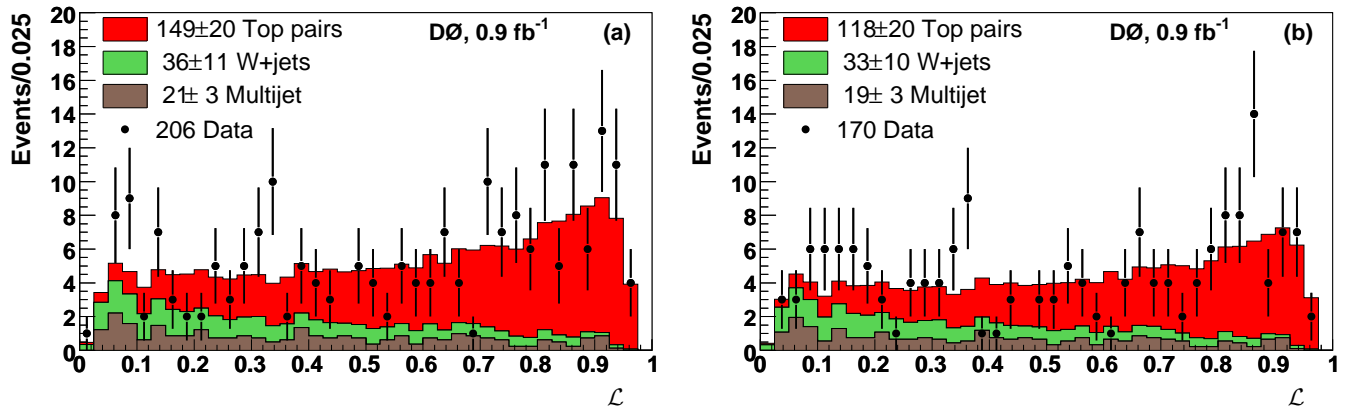 Events/0.025
20
18
16
14
12
10
8
6
4
2
0
149±20 Top pairs
36±11 W+jets
21± 3 Multijet
206 Data
DØ, 0.9 fb⁻¹
(a)
0 0.1 0.2 0.3 0.4 0.5 0.6 0.7 0.8 0.9 1
ℒ
Events/0.025
20
18
16
14
12
10
8
6
4
2
0
118±20 Top pairs
33±10 W+jets
19± 3 Multijet
170 Data
DØ, 0.9 fb⁻¹
(b)
0 0.1 0.2 0.3 0.4 0.5 0.6 0.7 0.8 0.9 1
ℒ